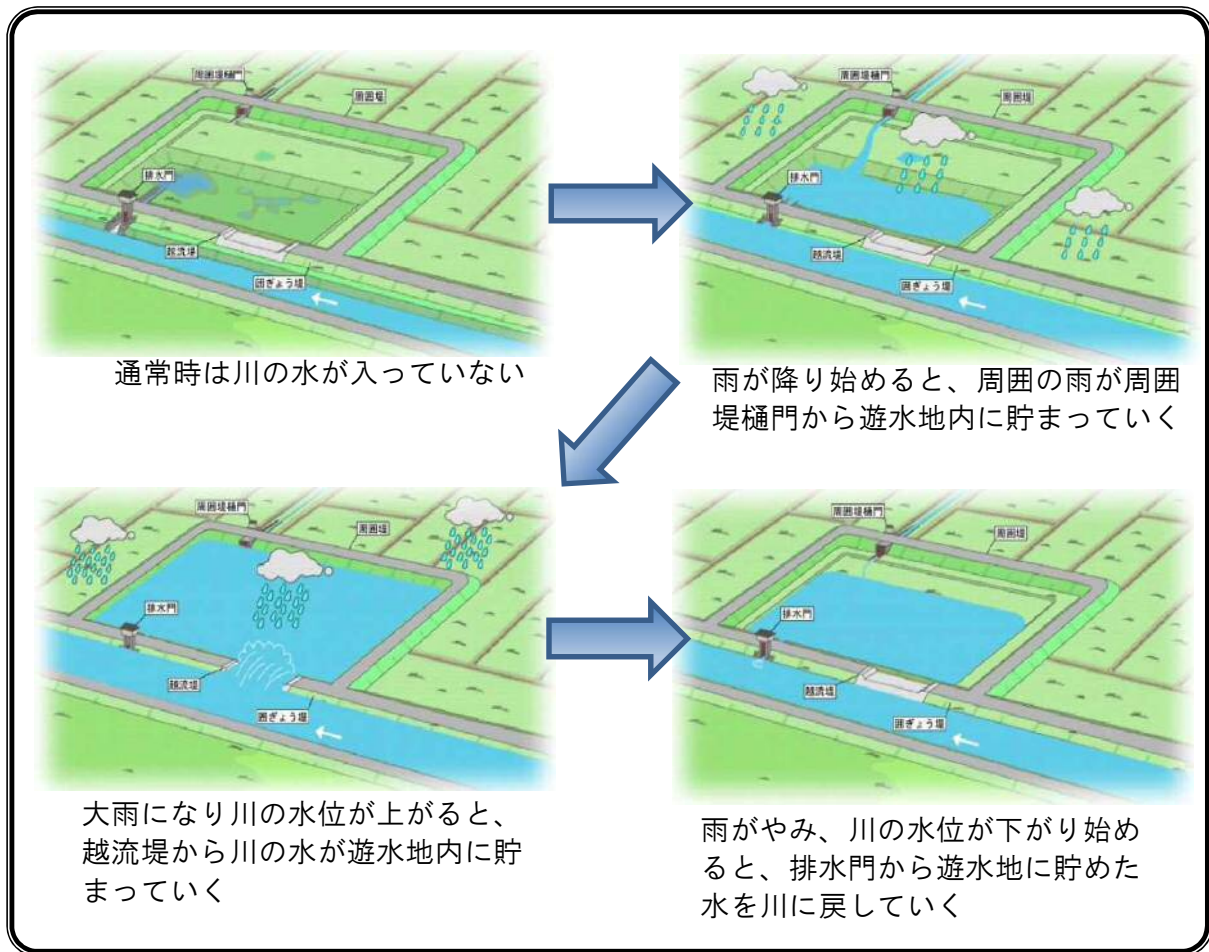 周囲堤樋門
周囲堤
排水門
越流堤
囲ぎょう堤
通常時は川の水が入っていない
周囲堤樋門
周囲堤
排水門
越流堤
囲ぎょう堤
雨が降り始めると、周囲の雨が周囲
堤樋門から遊水地内に貯まっていく
周囲堤樋門
周囲堤
排水門
越流堤
囲ぎょう堤
大雨になり川の水位が上がると、
越流堤から川の水が遊水地内に貯
まっていく
周囲堤樋門
周囲堤
排水門
越流堤
囲ぎょう堤
雨がやみ、川の水位が下がり始め
ると、排水門から遊水地に貯めた
水を川に戻していく